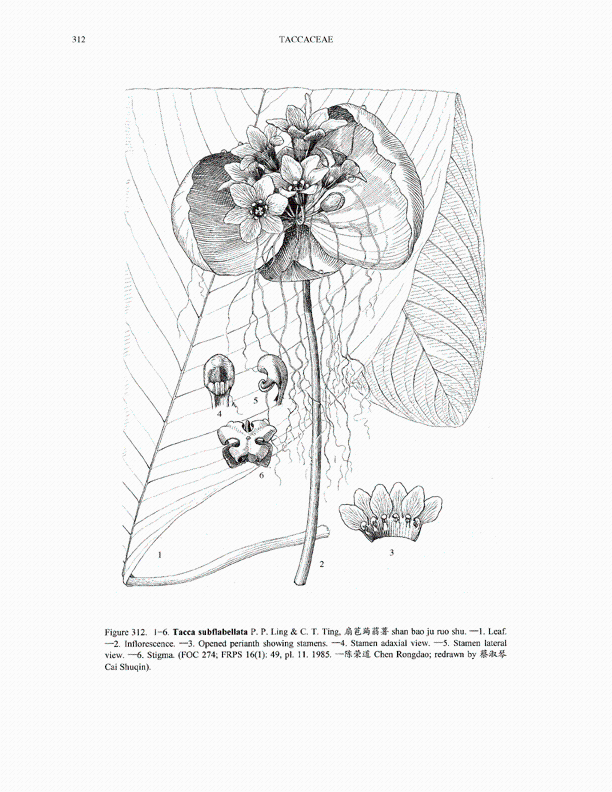 312
TACCACEAE
4
5
6
1
2
3
Figure 312. 1–6. Tacca subflabellata P. P. Ling & C. T. Ting, 扇苞蒟蒻薯 shan bao ju ruo shu. —1. Leaf.
—2. Inflorescence. —3. Opened perianth showing stamens. —4. Stamen adaxial view. —5. Stamen lateral
view. —6. Stigma. (FOC 274; FRPS 16(1): 49, pl. 11. 1985. —陈荣道 Chen Rongdao; redrawn by 蔡淑琴
Cai Shuqin).